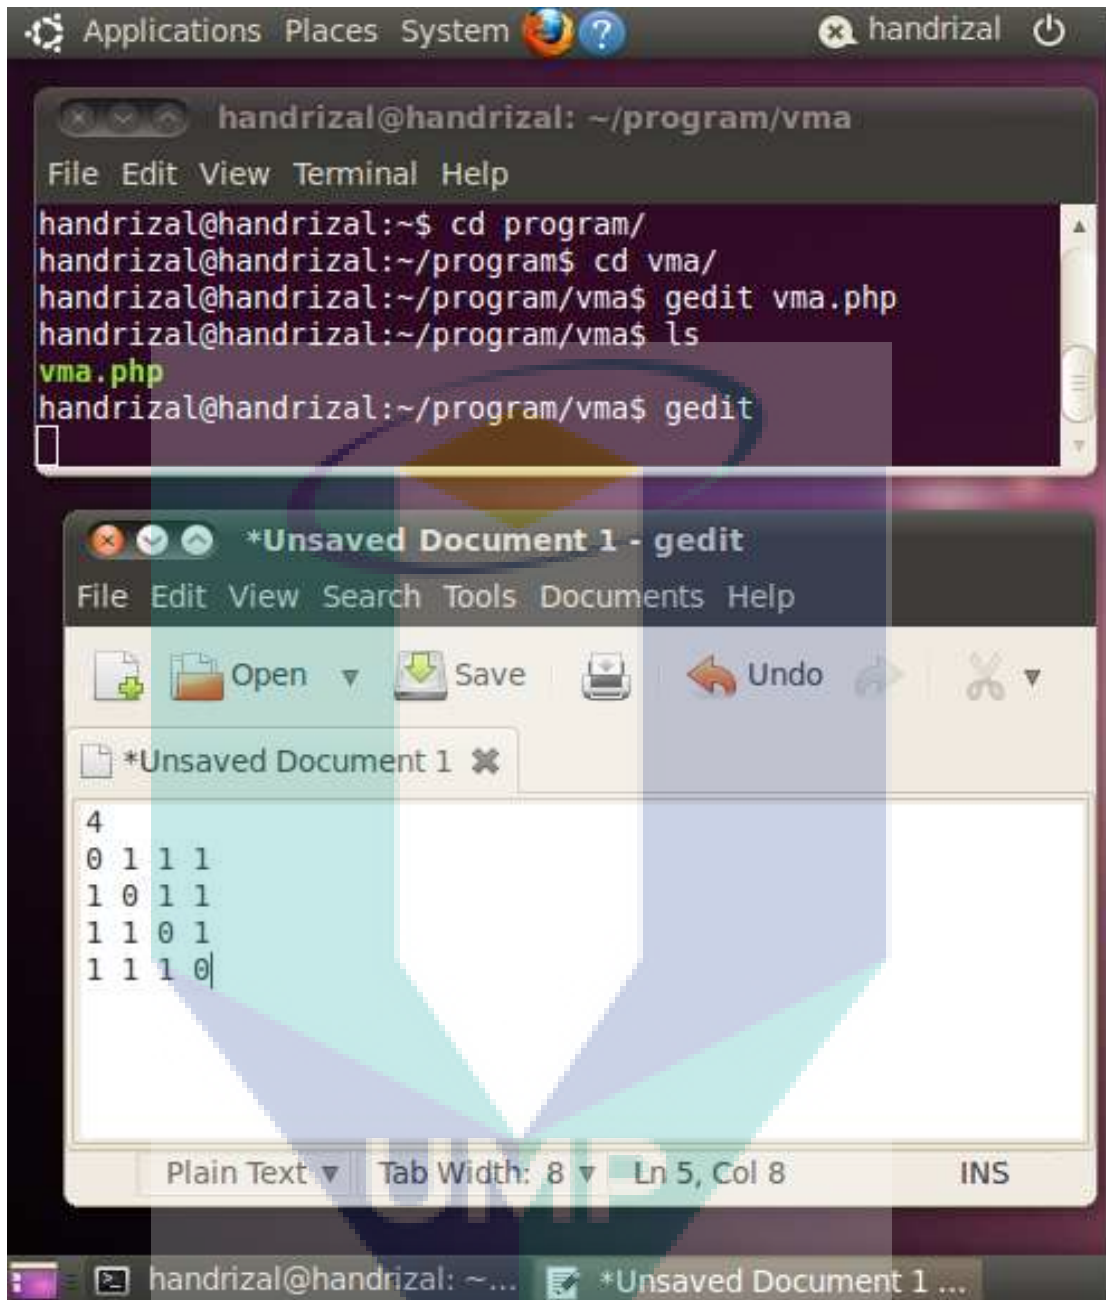 Applications Places System handrizal
handrizal@handrizal: ~/program/vma
File Edit View Terminal Help
handrizal@handrizal:~$ cd program/
handrizal@handrizal:~/program$ cd vma/
handrizal@handrizal:~/program/vma$ gedit vma.php
handrizal@handrizal:~/program/vma$ ls
vma.php
handrizal@handrizal:~/program/vma$ gedit
*Unsaved Document 1 - gedit
File Edit View Search Tools Documents Help
Open Save Undo
*Unsaved Document 1
4
0 1 1 1
1 0 1 1
1 1 0 1
1 1 1 0
UMP
Plain Text Tab Width: 8 Ln 5, Col 8 INS
handrizal@handrizal: ~... *Unsaved Document 1 ...